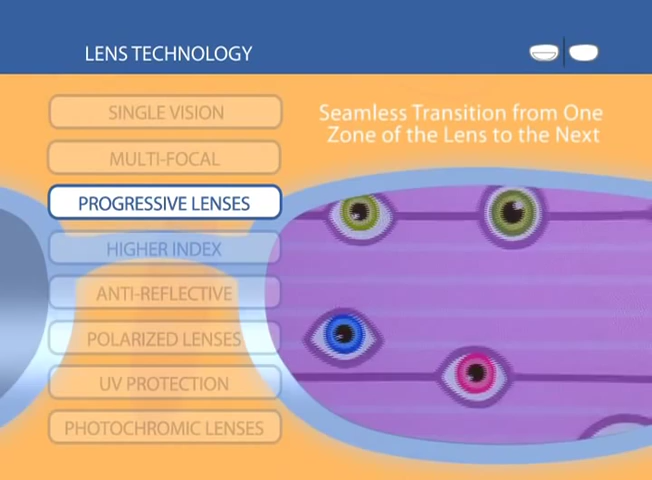 LENS TECHNOLOGY
Seamless Transition from One
Zone of the Lens to the Next
SINGLE VISION
MULTI-FOCAL
PROGRESSIVE LENSES
HIGHER INDEX
ANTI-REFLECTIVE
POLARIZED LENSES
UV PROTECTION
PHOTOCHROMIC LENSES